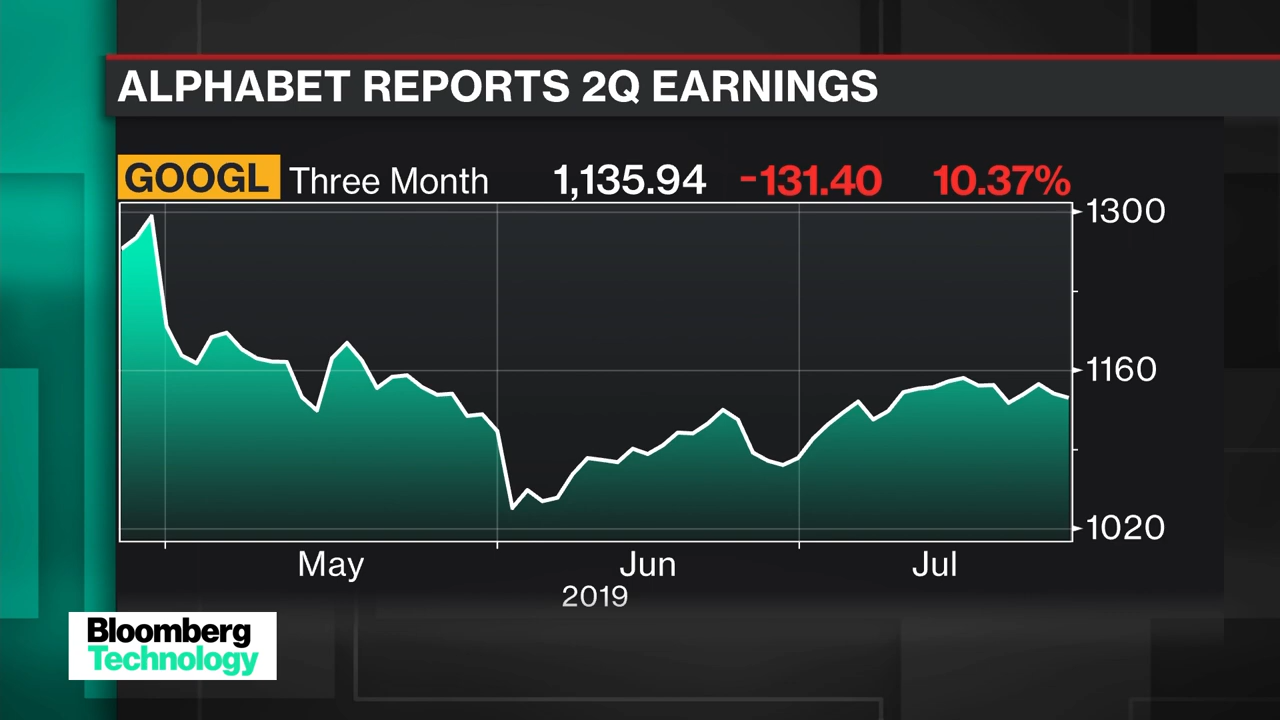 ALPHABET REPORTS 2Q EARNINGS
GOOGL Three Month 1,135.94 -131.40 10.37%
1300
1160
1020
May Jun Jul
2019
Bloomberg
Technology